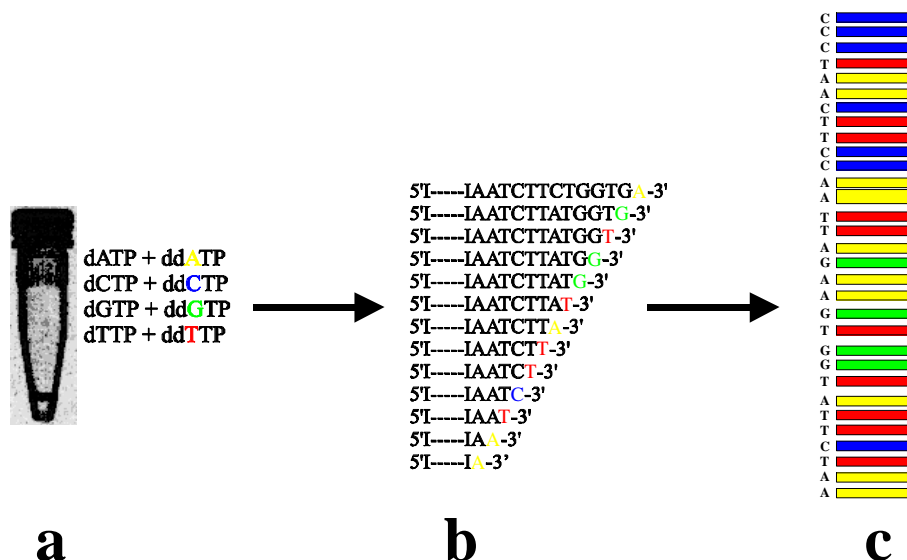 dATP + ddATP
dCTP + ddCTP
dGTP + ddGTP
dTTP + ddTTP
5'I-----IAATCTTCTGGTGA-3'
5'I-----IAATCTTATGGTG-3'
5'I-----IAATCTTATGGT-3'
5'I-----IAATCTTATGG-3'
5'I-----IAATCTTATG-3'
5'I-----IAATCTTAT-3'
5'I-----IAATCTTA-3'
5'I-----IAATCTT-3'
5'I-----IAATCT-3'
5'I-----IAATC-3'
5'I-----IAAT-3'
5'I-----IAA-3'
5'I-----IA-3’
C
C
C
T
A
A
C
T
T
C
C
A
A
T
T
A
G
A
A
G
T
G
G
T
A
T
T
C
T
A
A
a
b
c